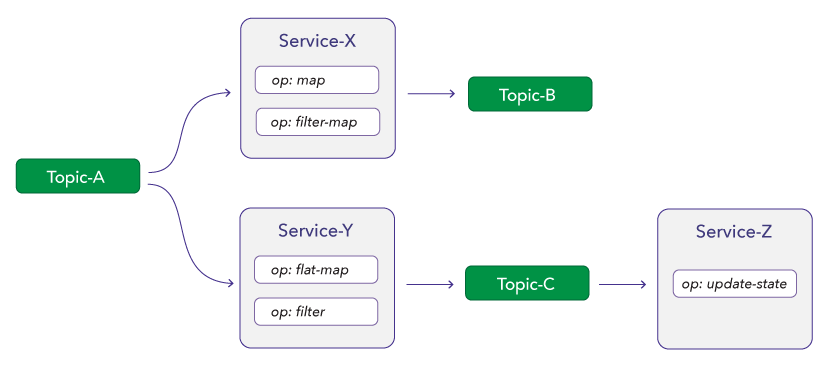 Topic-A
Service-X
op: map
op: filter-map
Topic-B
Service-Y
op: flat-map
op: filter
Topic-C
Service-Z
op: update-state